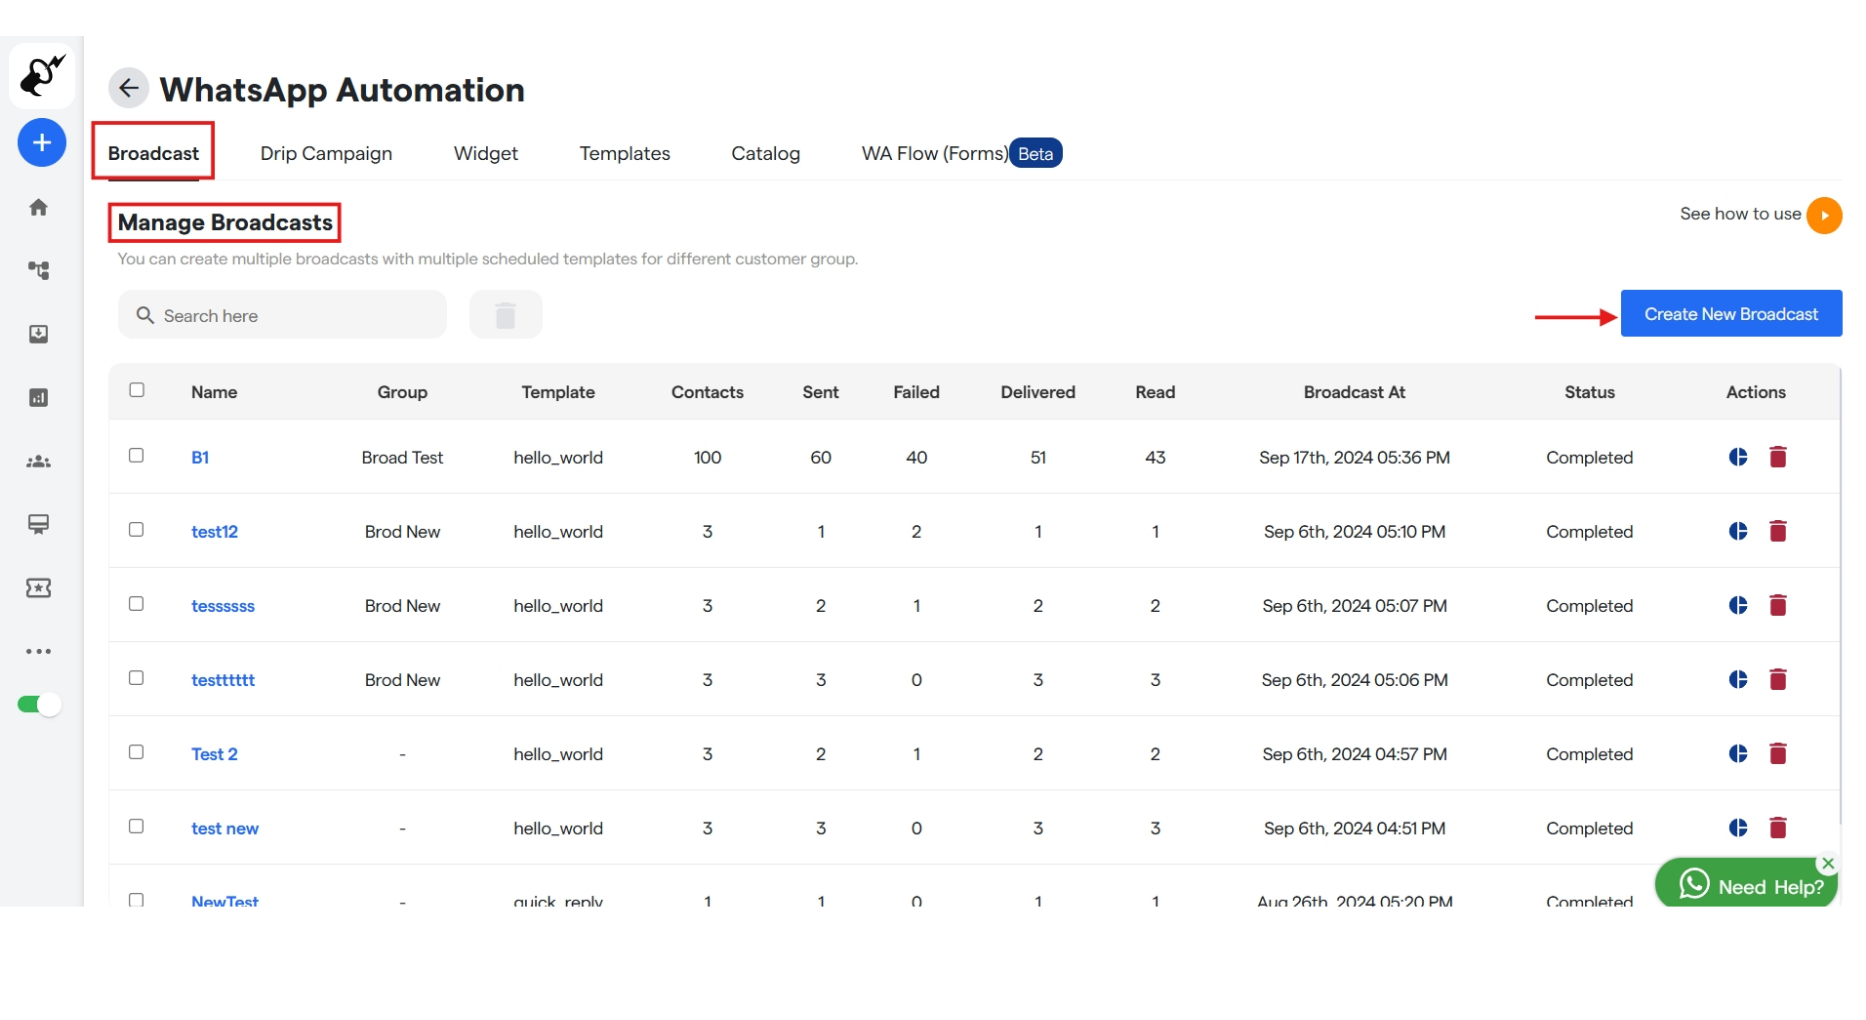 WhatsApp Automation
Broadcast Drip Campaign Widget Templates Catalog WA Flow (Forms) Beta
Manage Broadcasts
See how to use
You can create multiple broadcasts with multiple scheduled templates for different customer group.
Search here
Create New Broadcast
Name Group Template Contacts Sent Failed Delivered Read Broadcast At Status Actions
B1 Broad Test hello_world 100 60 40 51 43 Sep 17th, 2024 05:36 PM Completed
test12 Brod New hello_world 3 1 2 1 1 Sep 6th, 2024 05:10 PM Completed
tessssss Brod New hello_world 3 2 1 2 2 Sep 6th, 2024 05:07 PM Completed
testttttt Brod New hello_world 3 3 0 3 3 Sep 6th, 2024 05:06 PM Completed
Test 2 - hello_world 3 2 1 2 2 Sep 6th, 2024 04:57 PM Completed
test new - hello_world 3 3 0 3 3 Sep 6th, 2024 04:51 PM Completed
NewTest - quick_reply 1 1 0 1 1 Aug 26th, 2024 05:20 PM Completed
Need Help?